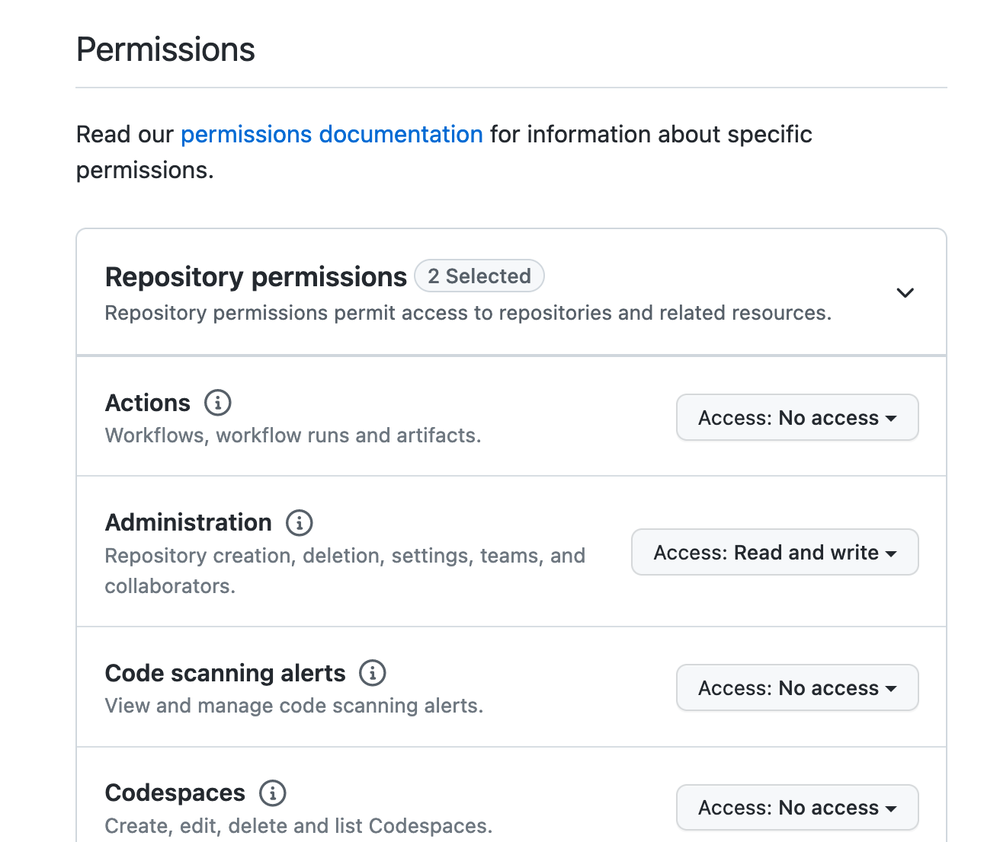 Permissions
Read our permissions documentation for information about specific
permissions.
Repository permissions 2 Selected
Repository permissions permit access to repositories and related resources.
Actions
Workflows, workflow runs and artifacts.
Access: No access
Administration
Repository creation, deletion, settings, teams, and
collaborators.
Access: Read and write
Code scanning alerts
View and manage code scanning alerts.
Access: No access
Codespaces
Create, edit, delete and list Codespaces.
Access: No access